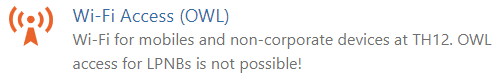 Wi-Fi Access (OWL)
Wi-Fi for mobiles and non-corporate devices at TH12. OWL
access for LPNBs is not possible!